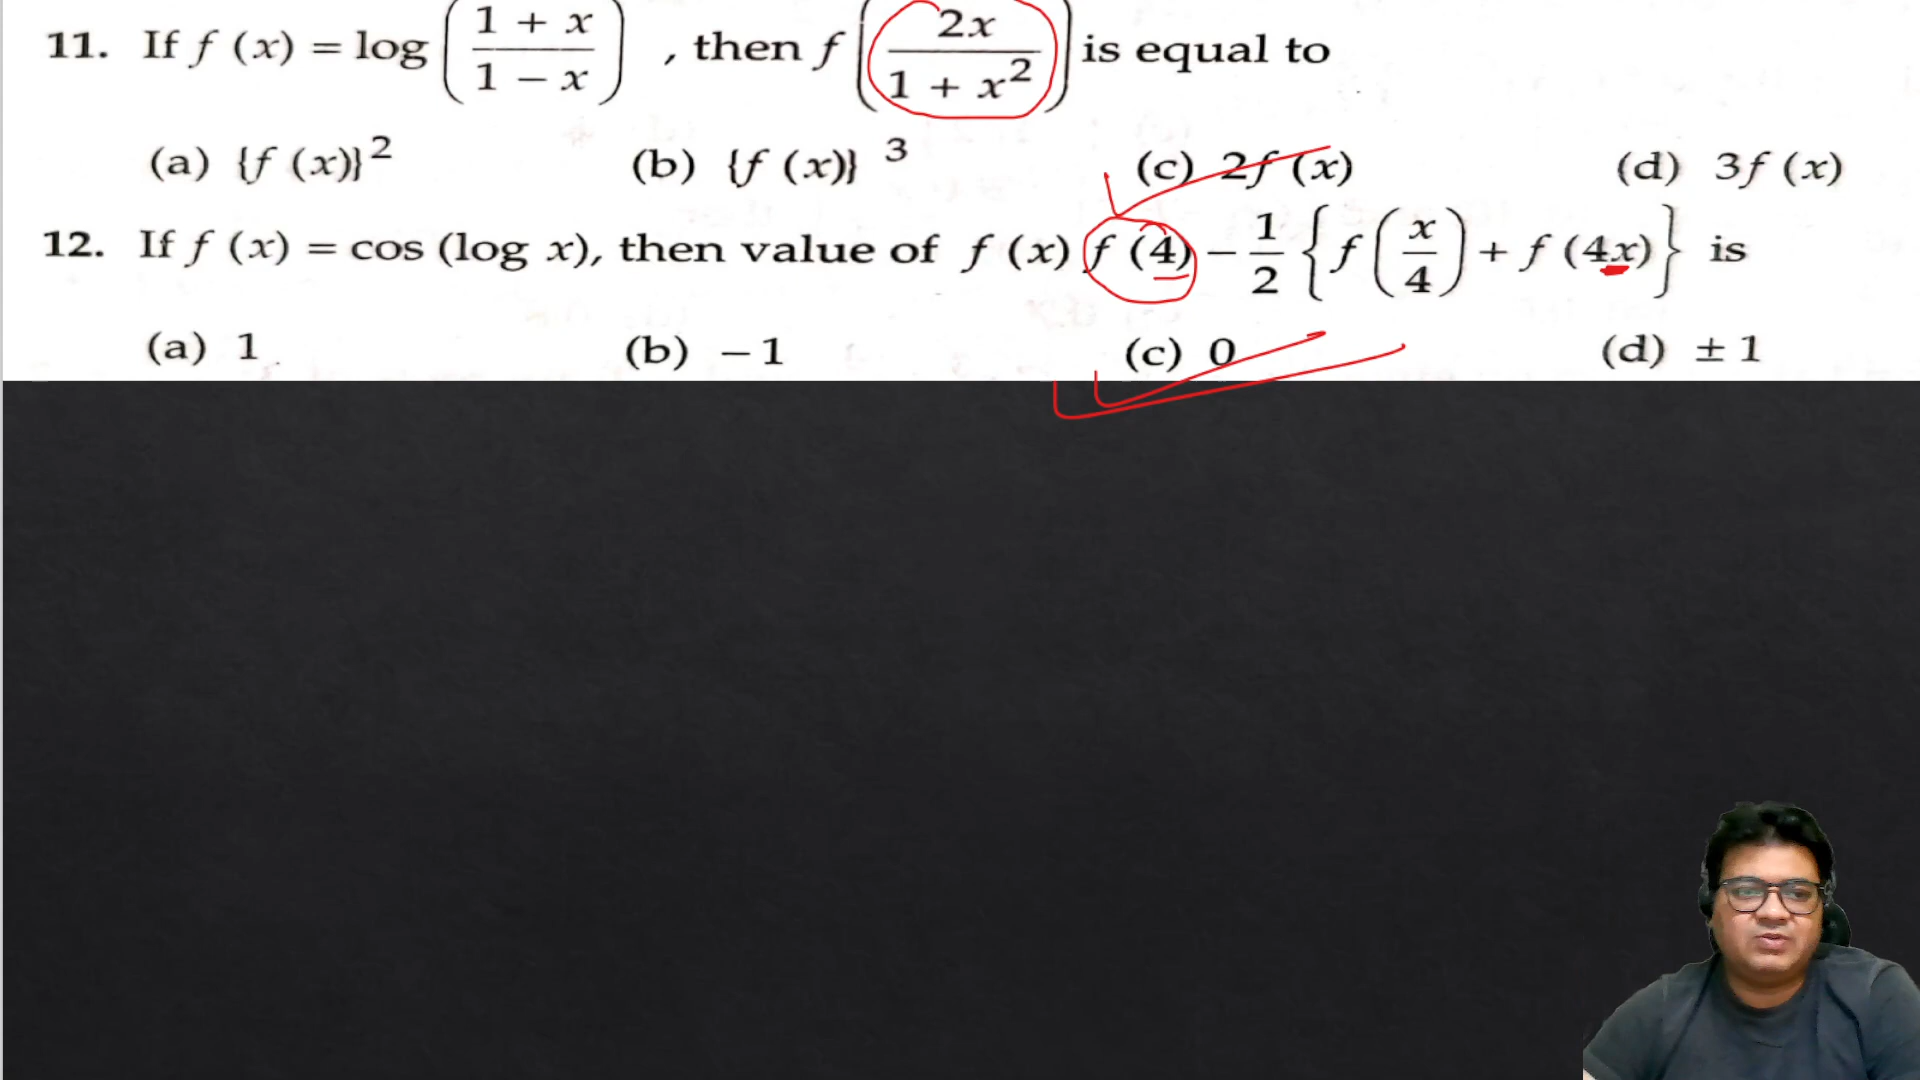 11. If f (x) = log ( (1 + x) / (1 − x) ) , then f ( 2x / (1 + x²) ) is equal to
(a) {f (x)}² (b) {f (x)} ³ (c) 2f (x) (d) 3f (x)
12. If f (x) = cos (log x), then value of f (x) f (4) − 1/2 { f ( x/4 ) + f (4x) } is
(a) 1 (b) − 1 (c) 0 (d) ± 1